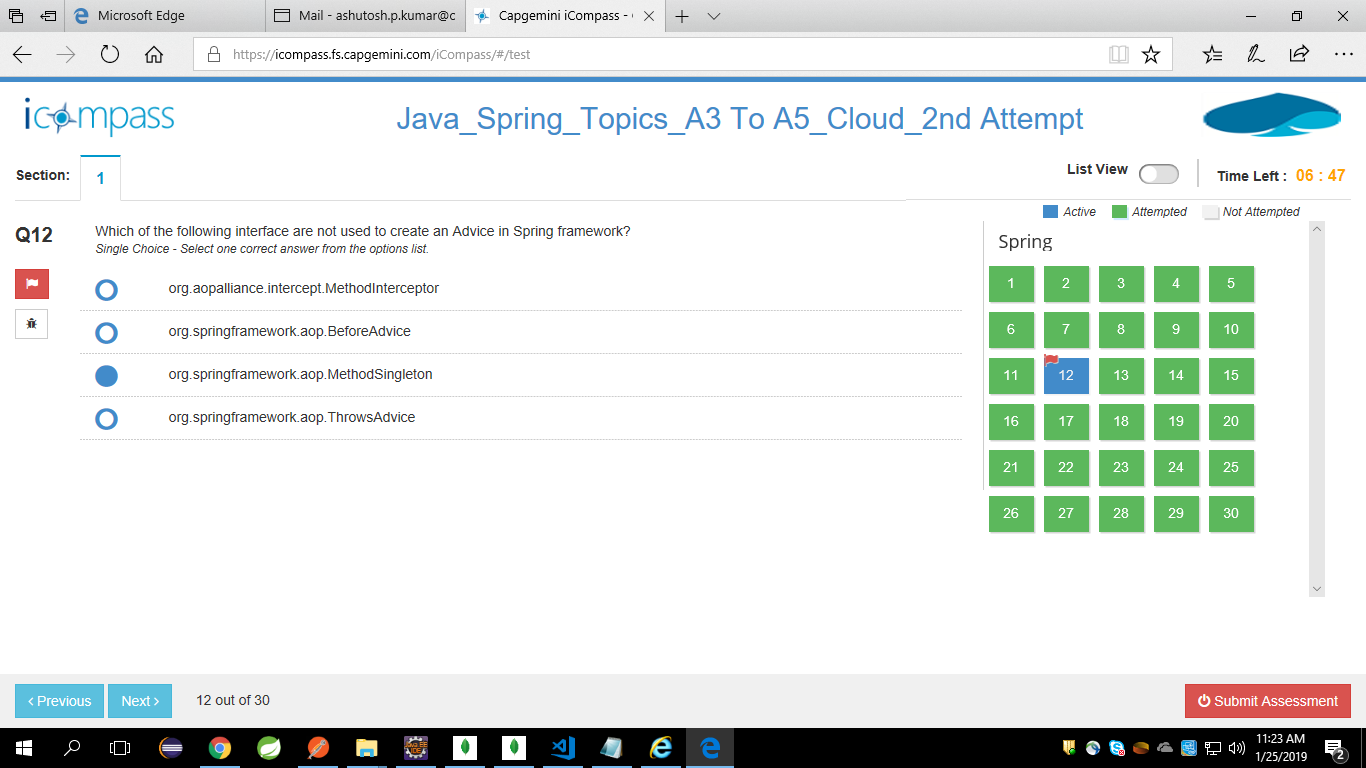 Microsoft Edge
Mail - ashutosh.p.kumar@c
Capgemini iCompass -
https://icompass.fs.capgemini.com/iCompass/#/test
icompass
Java_Spring_Topics_A3 To A5_Cloud_2nd Attempt
Section:
1
List View
Time Left : 06 : 47
Active
Attempted
Not Attempted
Q12
Which of the following interface are not used to create an Advice in Spring framework?
Single Choice - Select one correct answer from the options list.
org.aopalliance.intercept.MethodInterceptor
org.springframework.aop.BeforeAdvice
org.springframework.aop.MethodSingleton
org.springframework.aop.ThrowsAdvice
Spring
1 2 3 4 5
6 7 8 9 10
11 12 13 14 15
16 17 18 19 20
21 22 23 24 25
26 27 28 29 30
< Previous
Next >
12 out of 30
Submit Assessment
11:23 AM
1/25/2019
2